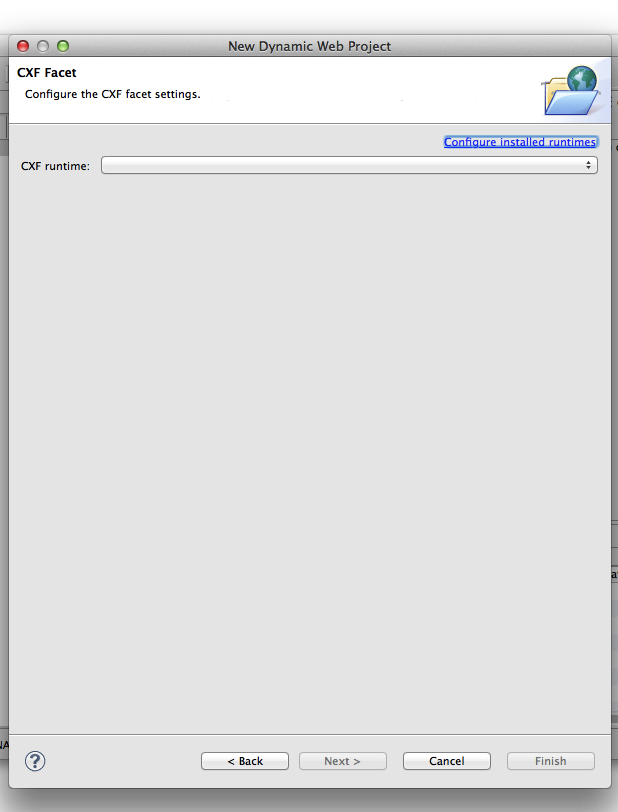 New Dynamic Web Project
CXF Facet
Configure the CXF facet settings.
Configure installed runtimes
CXF runtime:
?
< Back
Next >
Cancel
Finish